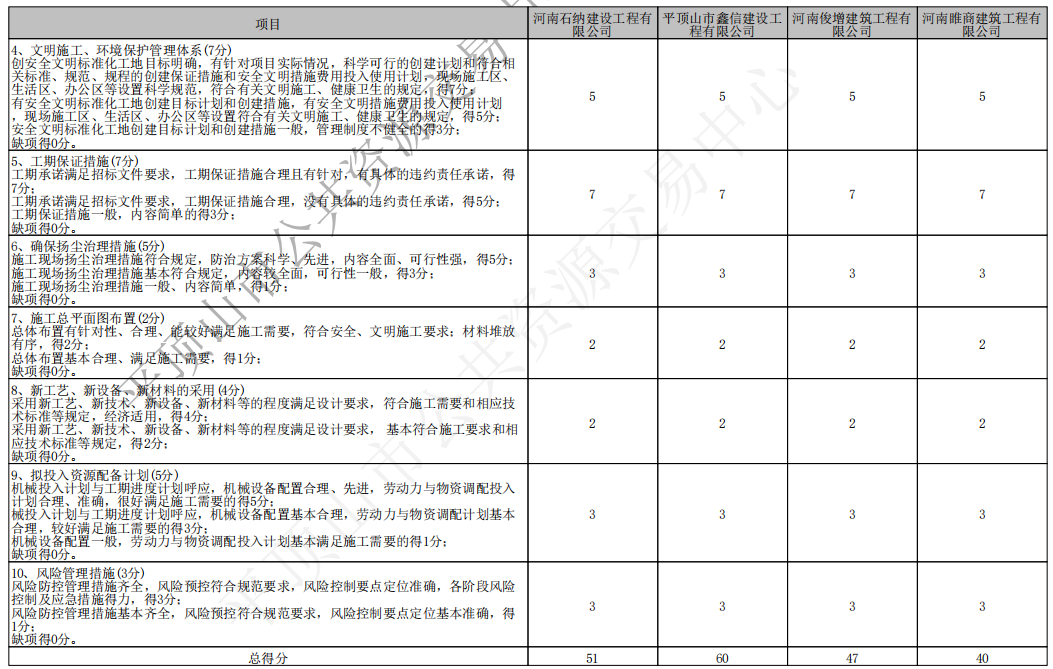 项目
河南石纳建设工程有
限公司
平顶山市鑫信建设工
程有限公司
河南俊增建筑工程有
限公司
河南睢商建筑工程有
限公司
4、文明施工、环境保护管理体系(7分)
创安全文明标准化工地目标明确，有针对项目实际情况，科学可行的创建计划和符合相
关标准、规范、规程的创建保证措施和安全文明措施费用投入使用计划，现场施工区、
生活区、办公区等设置科学规范，符合有关文明施工、健康卫生的规定，得7分；
有安全文明标准化工地创建目标计划和创建措施，有安全文明措施费用投入使用计划
，现场施工区、生活区、办公区等设置符合有关文明施工、健康卫生的规定，得5分；
安全文明标准化工地创建目标计划和创建措施一般，管理制度不健全的得3分；
缺项得0分。
5
5
5
5
5、工期保证措施(7分)
工期承诺满足招标文件要求，工期保证措施合理且有针对，有具体的违约责任承诺，得
7分；
工期承诺满足招标文件要求，工期保证措施合理，没有具体的违约责任承诺，得5分；
工期保证措施一般，内容简单的得3分；
缺项得0分。
7
7
7
7
6、确保扬尘治理措施(5分)
施工现场扬尘治理措施符合规定，防治方案科学、先进，内容全面、可行性强，得5分；
施工现场扬尘治理措施基本符合规定，内容较全面，可行性一般，得3分；
施工现场扬尘治理措施一般、内容简单，得1分；
缺项得0分。
3
3
3
3
7、施工总平面图布置(2分)
总体布置有针对性、合理、能较好满足施工需要，符合安全、文明施工要求；材料堆放
有序，得2分；
总体布置基本合理、满足施工需要，得1分；
缺项得0分。
2
2
2
2
8、新工艺、新设备、新材料的采用(4分)
采用新工艺、新技术、新设备、新材料等的程度满足设计要求，符合施工需要和相应技
术标准等规定，经济适用，得4分；
采用新工艺、新技术、新设备、新材料等的程度满足设计要求， 基本符合施工要求和相
应技术标准等规定，得2分；
缺项得0分。
2
2
2
2
9、拟投入资源配备计划(5分)
机械投入计划与工期进度计划呼应，机械设备配置合理、先进，劳动力与物资调配投入
计划合理、准确，很好满足施工需要的得5分；
械投入计划与工期进度计划呼应，机械设备配置基本合理，劳动力与物资调配计划基本
合理，较好满足施工需要的得3分；
机械设备配置一般，劳动力与物资调配投入计划基本满足施工需要的得1分；
缺项得0分。
3
3
3
3
10、风险管理措施(3分)
风险防控管理措施齐全，风险预控符合规范要求，风险控制要点定位准确，各阶段风险
控制及应急措施得力，得3分；
风险防控管理措施基本齐全，风险预控符合规范要求，风险控制要点定位基本准确，得
1分；
缺项得0分。
3
3
3
3
总得分
51
60
47
40
平顶山市公共资源交易中心
平顶山市公共资源交易中心